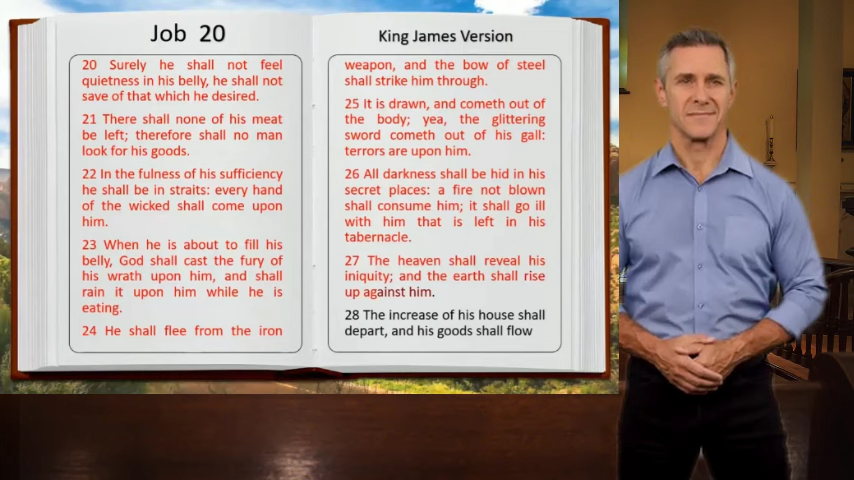 Job 20
20 Surely he shall not feel
quietness in his belly, he shall not
save of that which he desired.
21 There shall none of his meat
be left; therefore shall no man
look for his goods.
22 In the fulness of his sufficiency
he shall be in straits: every hand
of the wicked shall come upon
him.
23 When he is about to fill his
belly, God shall cast the fury of
his wrath upon him, and shall
rain it upon him while he is
eating.
24 He shall flee from the iron
King James Version
weapon, and the bow of steel
shall strike him through.
25 It is drawn, and cometh out of
the body; yea, the glittering
sword cometh out of his gall:
terrors are upon him.
26 All darkness shall be hid in his
secret places: a fire not blown
shall consume him; it shall go ill
with him that is left in his
tabernacle.
27 The heaven shall reveal his
iniquity; and the earth shall rise
up against him.
28 The increase of his house shall
depart, and his goods shall flow